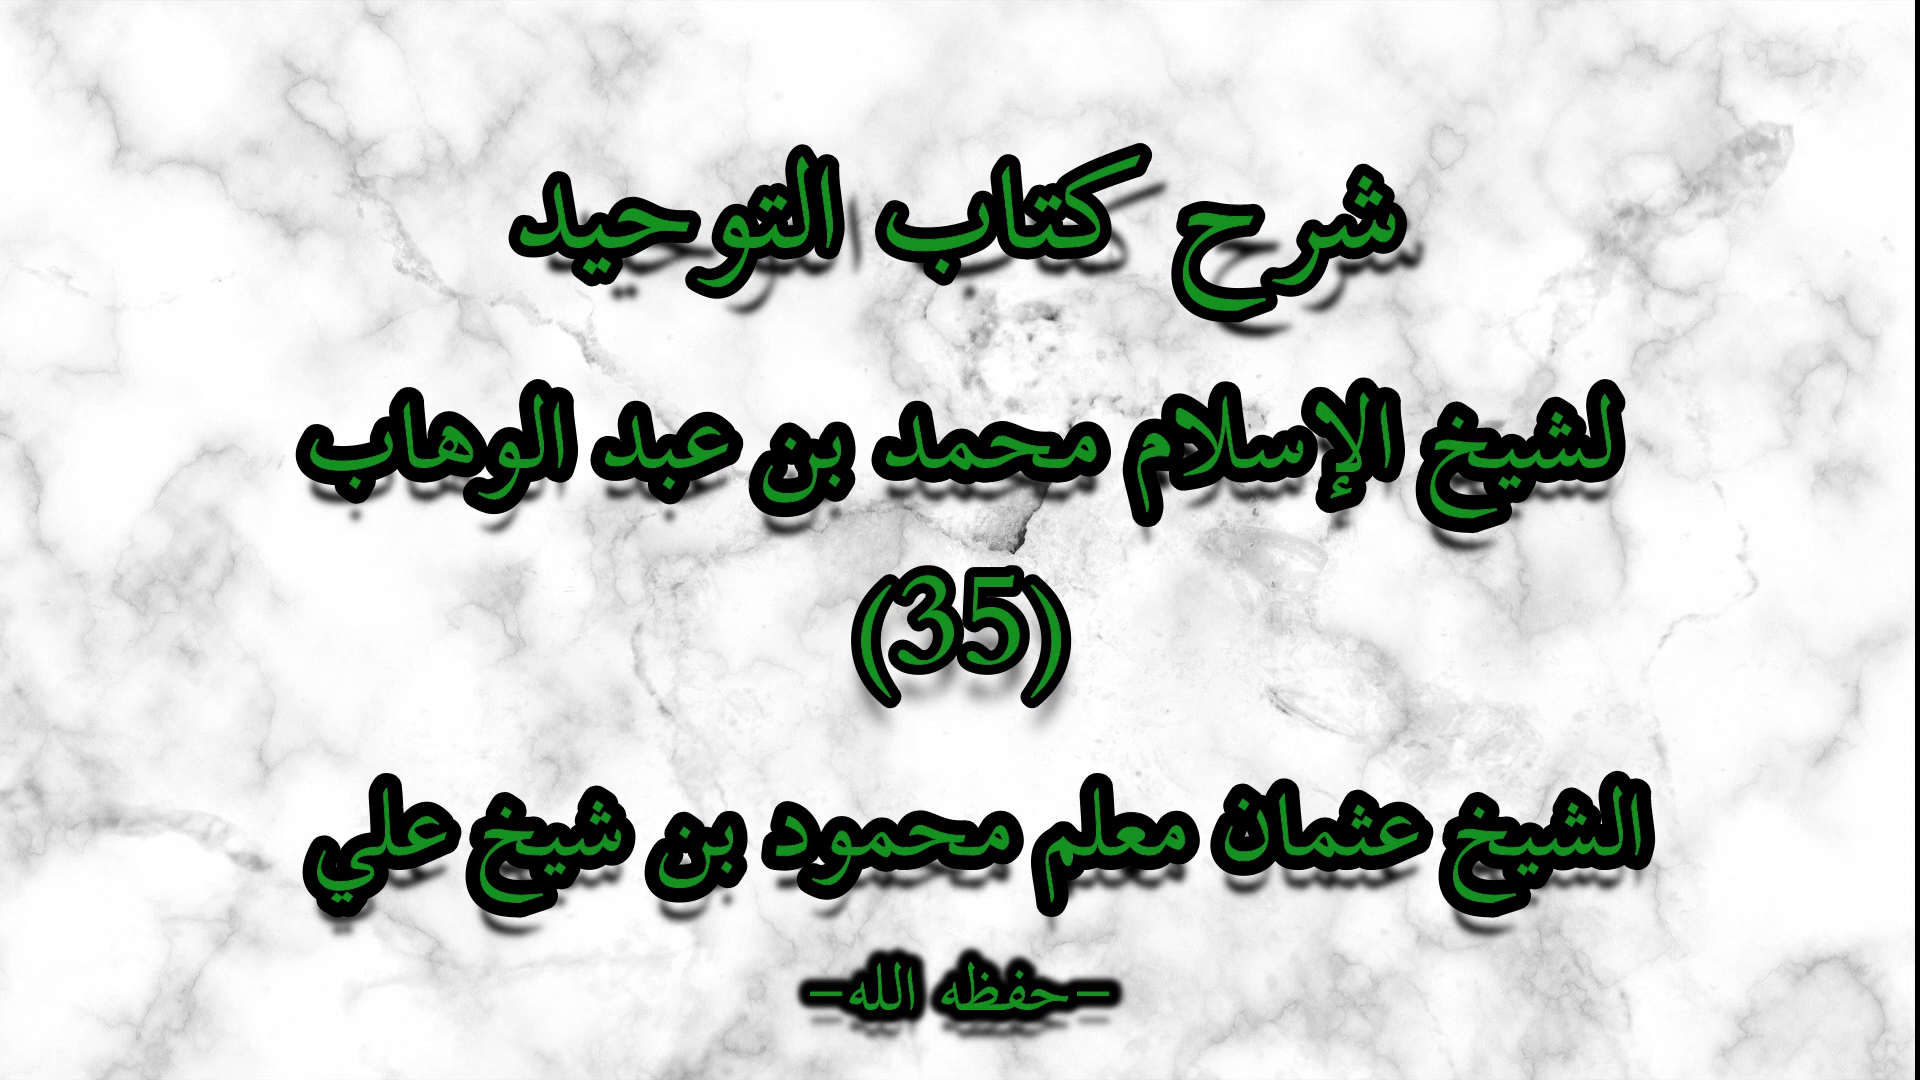 شرح كتاب التوحيد
لشيخ الإسلام محمد بن عبد الوهاب
(35)
الشيخ عثمان معلم محمود بن شيخ علي
-حفظه الله-